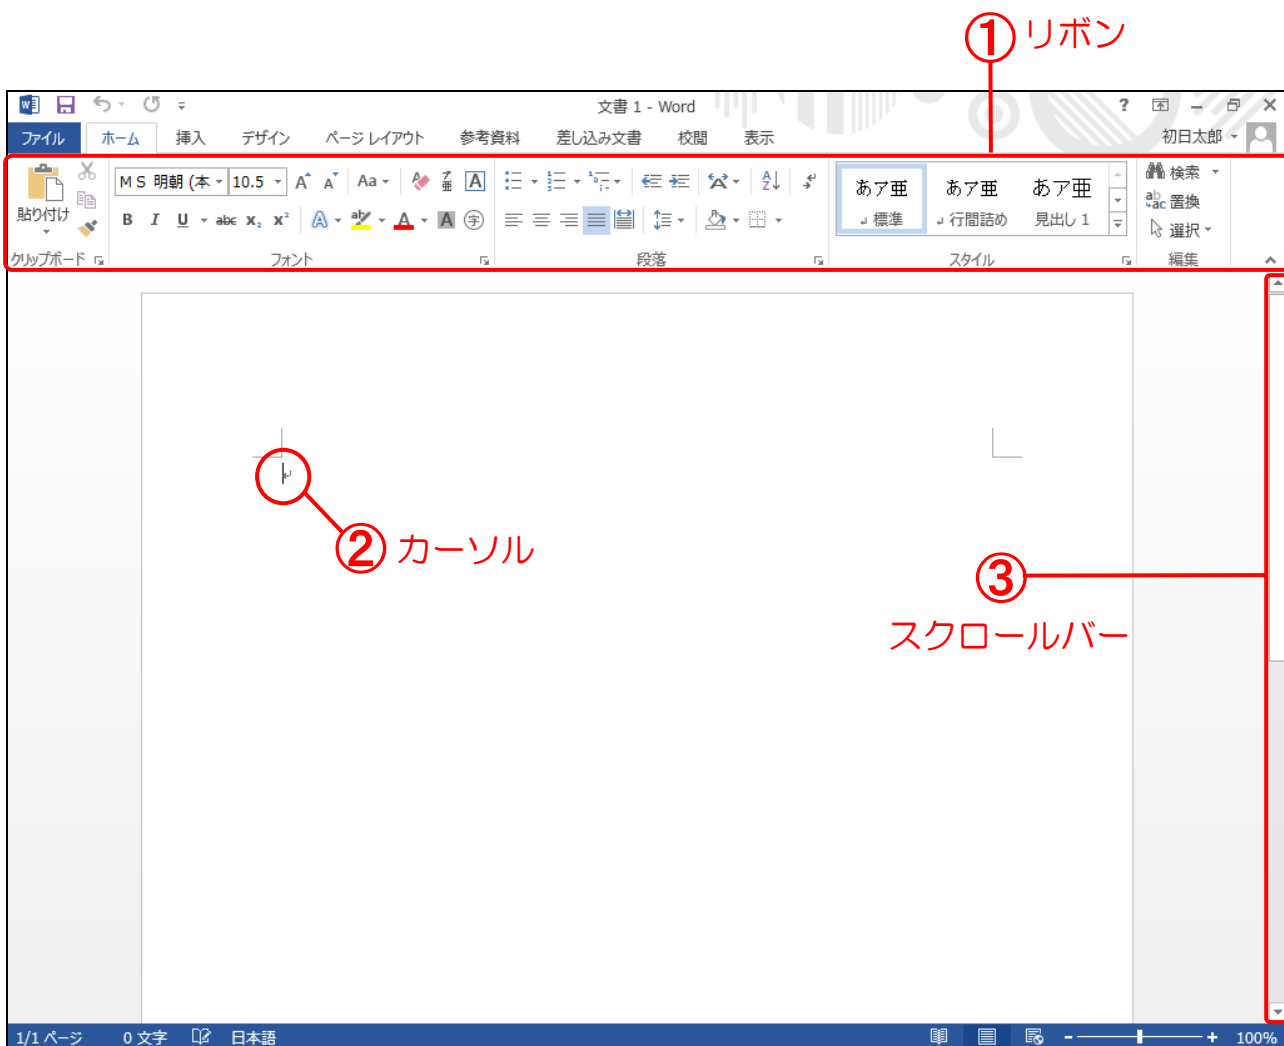 ① リボン
文書 1 - Word
ファイル ホーム 挿入 デザイン ページ レイアウト 参考資料 差し込み文書 校閲 表示 初日太郎
貼り付け
ＭＳ 明朝 (本 10.5 A A Aa A
B I U abc x₂ x² A aby A A 字
あア亜 あア亜 あア亜
↲ 標準 ↲ 行間詰め 見出し 1
検索
置換
選択
クリップボード フォント 段落 スタイル 編集
② カーソル
③
スクロールバー
1/1 ページ 0 文字 日本語 100%